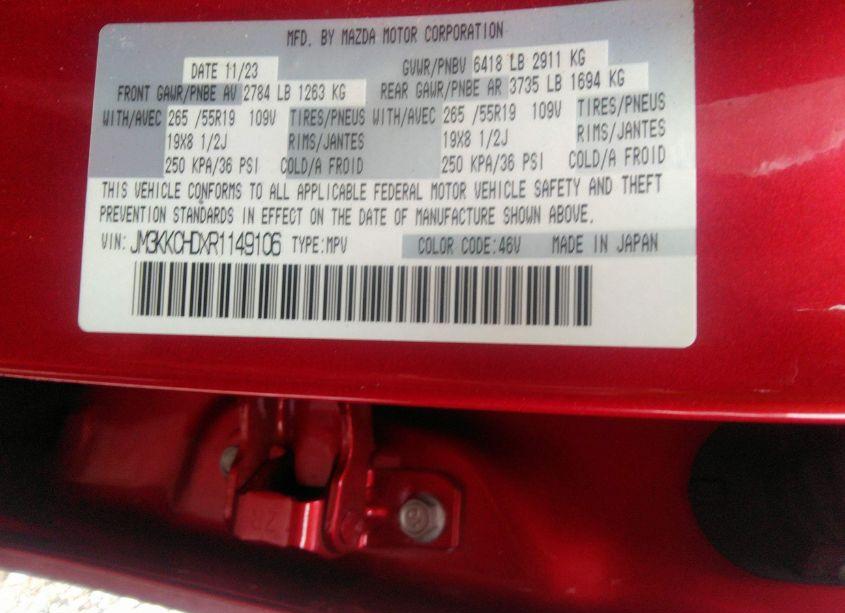 MFD. BY MAZDA MOTOR CORPORATION
DATE 11/23 GVWR/PNBV 6418 LB 2911 KG
FRONT GAWR/PNBE AV 2784 LB 1263 KG REAR GAWR/PNBE AR 3735 LB 1694 KG
WITH/AVEC 265 /55R19 109V TIRES/PNEUS WITH/AVEC 265 /55R19 109V TIRES/PNEUS
19X8 1/2J RIMS/JANTES 19X8 1/2J RIMS/JANTES
250 KPA/36 PSI COLD/A FROID 250 KPA/36 PSI COLD/A FROID
THIS VEHICLE CONFORMS TO ALL APPLICABLE FEDERAL MOTOR VEHICLE SAFETY AND THEFT
PREVENTION STANDARDS IN EFFECT ON THE DATE OF MANUFACTURE SHOWN ABOVE.
VIN: JM3KKCHDXR1149106 TYPE:MPV COLOR CODE:46V MADE IN JAPAN